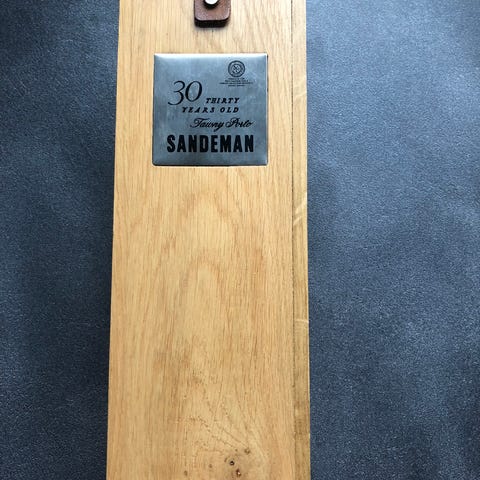 30 THIRTY
YEARS OLD
Tawny Porto
SANDEMAN